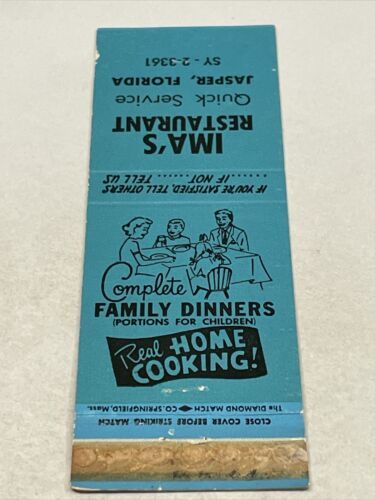 IF YOU'RE SATISFIED, TELL OTHERS
......IF NOT......TELL US
IMA'S
RESTAURANT
Quick Service
JASPER, FLORIDA
SY - 2-3361
Complete
FAMILY DINNERS
(PORTIONS FOR CHILDREN)
Real HOME
COOKING!
The DIAMOND MATCH CO. SPRINGFIELD, Mass.
CLOSE COVER BEFORE STRIKING MATCH